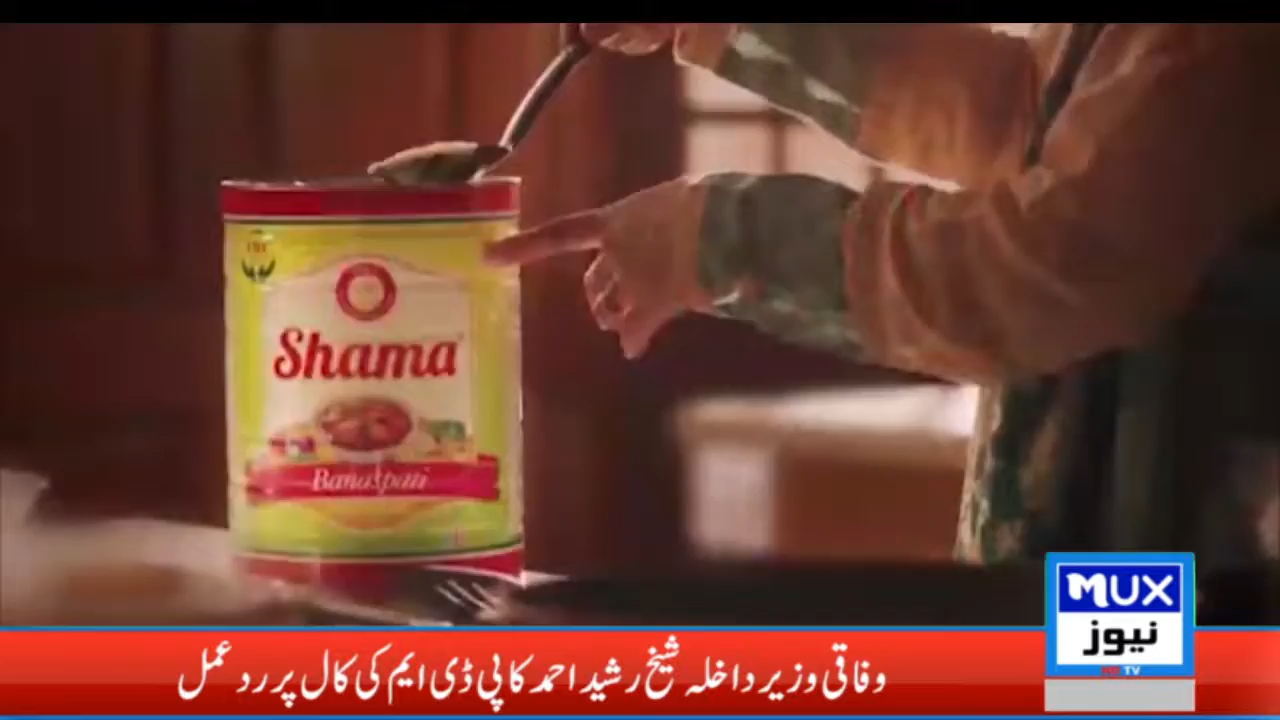 Shama
Banaspati
MUX
نیوز
TV
وفاقی وزیر داخلہ شیخ رشید احمد کا پی ڈی ایم کی کال پر رد عمل